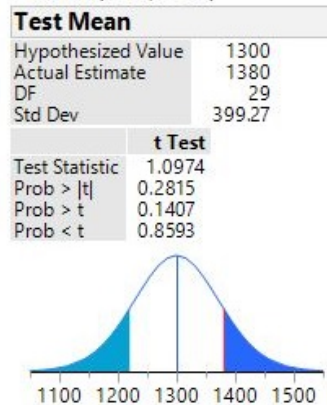 Test Mean
Hypothesized Value 1300
Actual Estimate 1380
DF 29
Std Dev 399.27
t Test
Test Statistic 1.0974
Prob > |t| 0.2815
Prob > t 0.1407
Prob < t 0.8593
1100 1200 1300 1400 1500